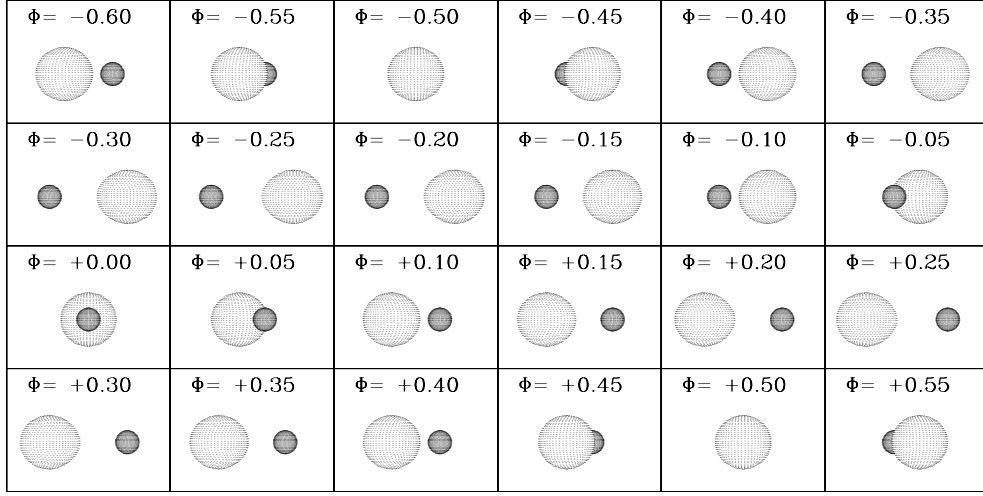 Φ= −0.60 Φ= −0.55 Φ= −0.50 Φ= −0.45 Φ= −0.40 Φ= −0.35
Φ= −0.30 Φ= −0.25 Φ= −0.20 Φ= −0.15 Φ= −0.10 Φ= −0.05
Φ= +0.00 Φ= +0.05 Φ= +0.10 Φ= +0.15 Φ= +0.20 Φ= +0.25
Φ= +0.30 Φ= +0.35 Φ= +0.40 Φ= +0.45 Φ= +0.50 Φ= +0.55